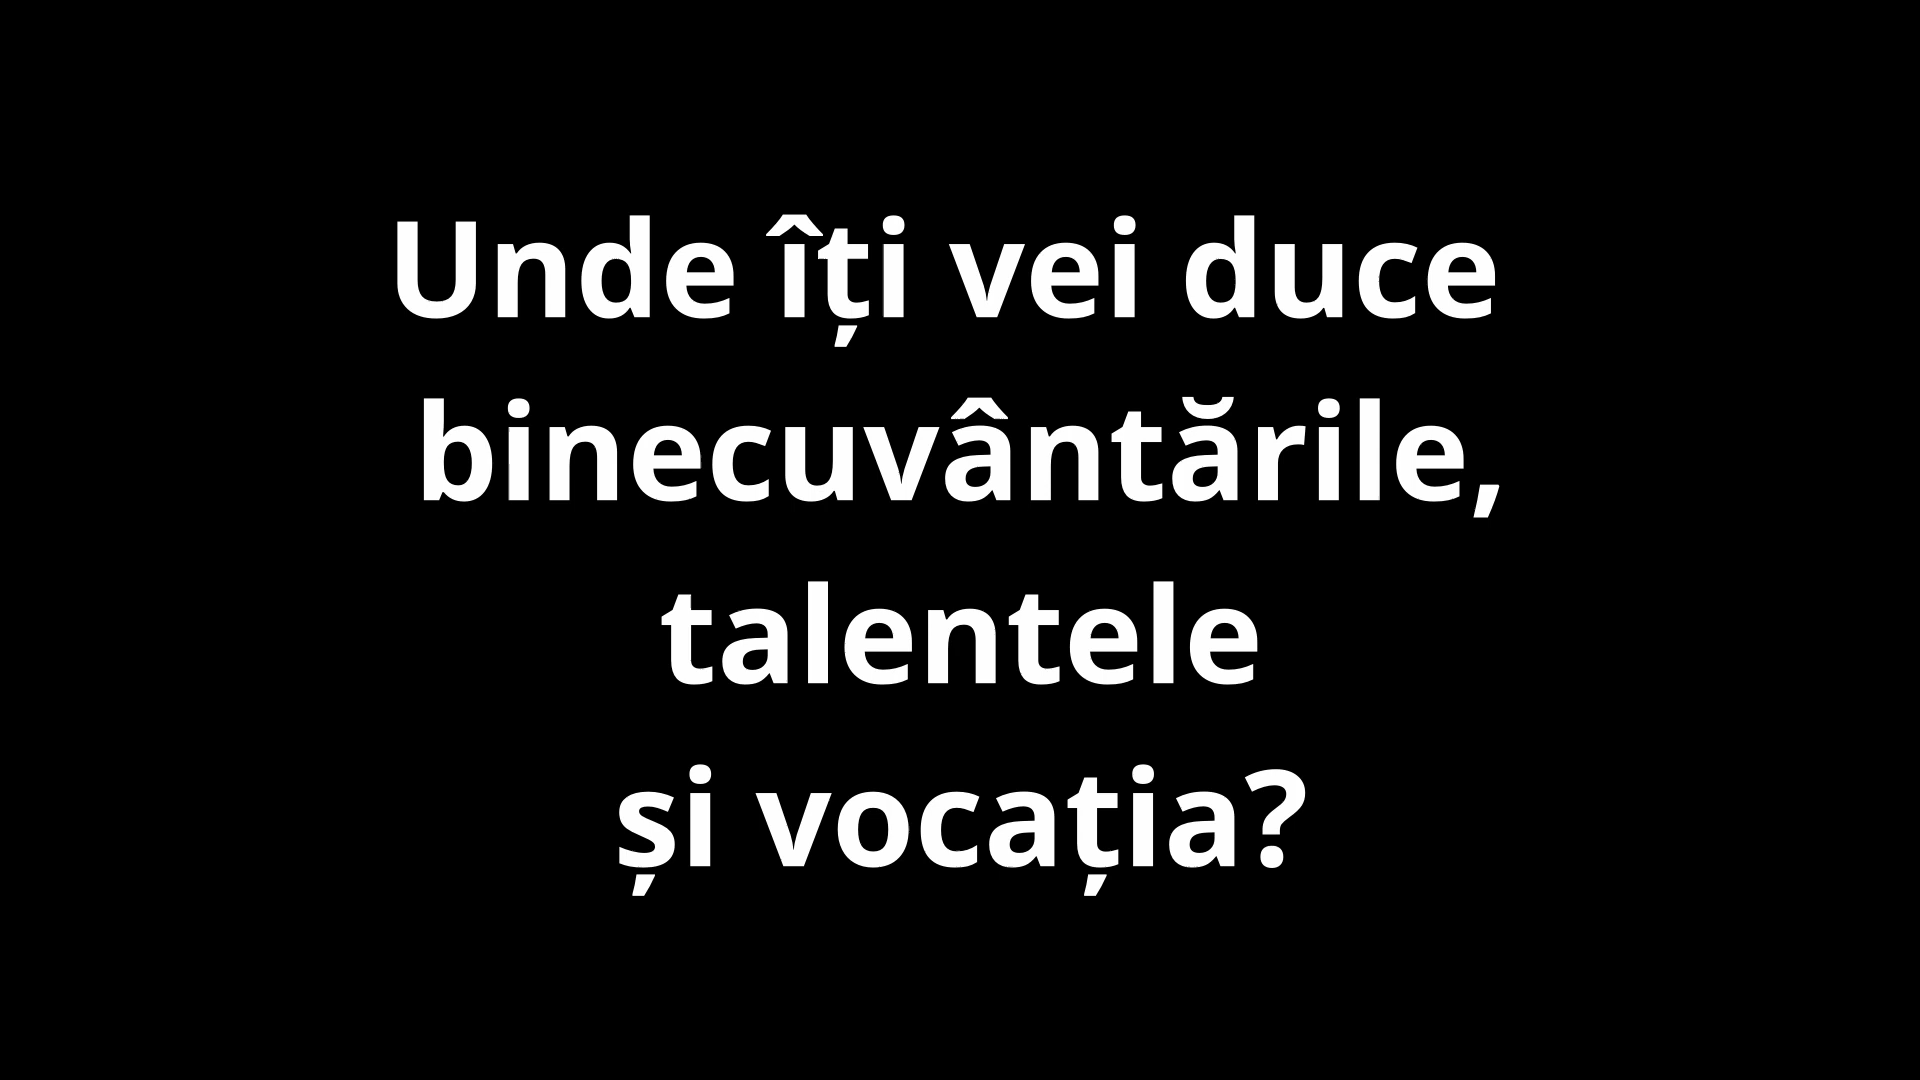 Unde îți vei duce
binecuvântările,
talentele
și vocația?